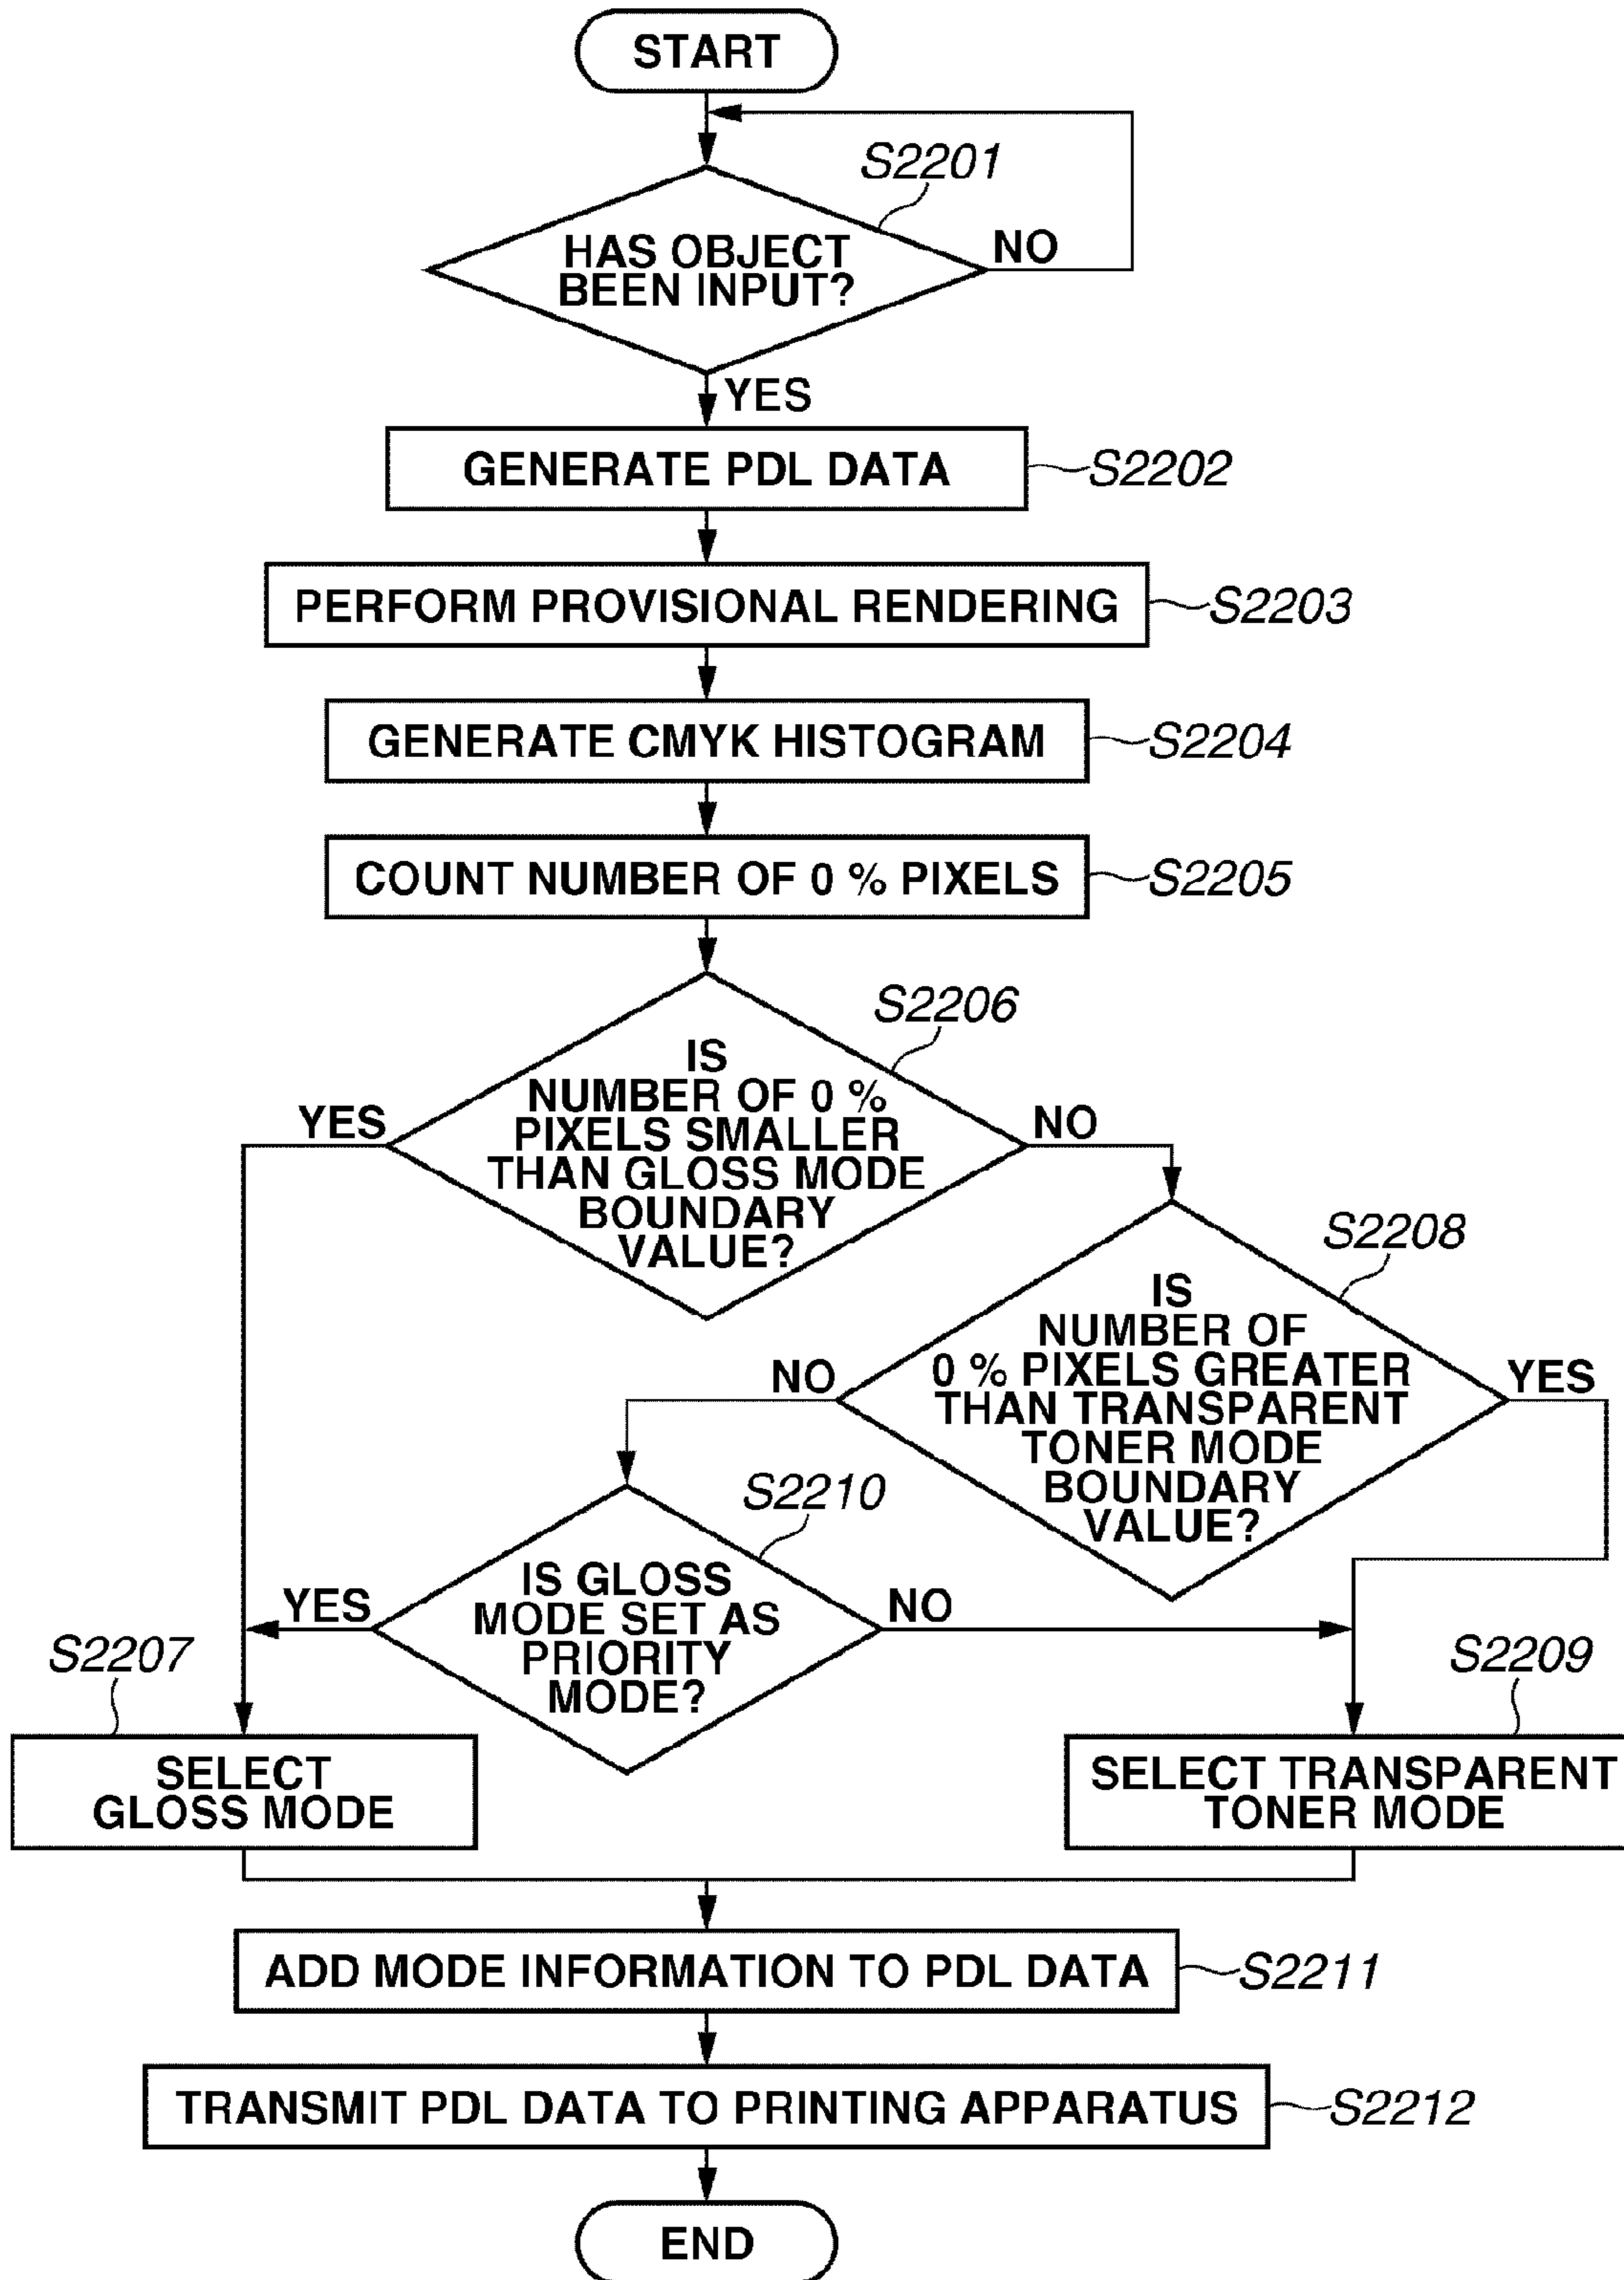 START
S2201
HAS OBJECT
BEEN INPUT?
NO
YES
GENERATE PDL DATA
S2202
PERFORM PROVISIONAL RENDERING
S2203
GENERATE CMYK HISTOGRAM
S2204
COUNT NUMBER OF 0 % PIXELS
S2205
S2206
IS
NUMBER OF 0 %
PIXELS SMALLER
THAN GLOSS MODE
BOUNDARY
VALUE?
YES
NO
S2208
IS
NUMBER OF
0 % PIXELS GREATER
THAN TRANSPARENT
TONER MODE
BOUNDARY
VALUE?
NO
YES
S2210
IS GLOSS
MODE SET AS
PRIORITY
MODE?
YES
NO
S2207
SELECT
GLOSS MODE
S2209
SELECT TRANSPARENT
TONER MODE
ADD MODE INFORMATION TO PDL DATA
S2211
TRANSMIT PDL DATA TO PRINTING APPARATUS
S2212
END